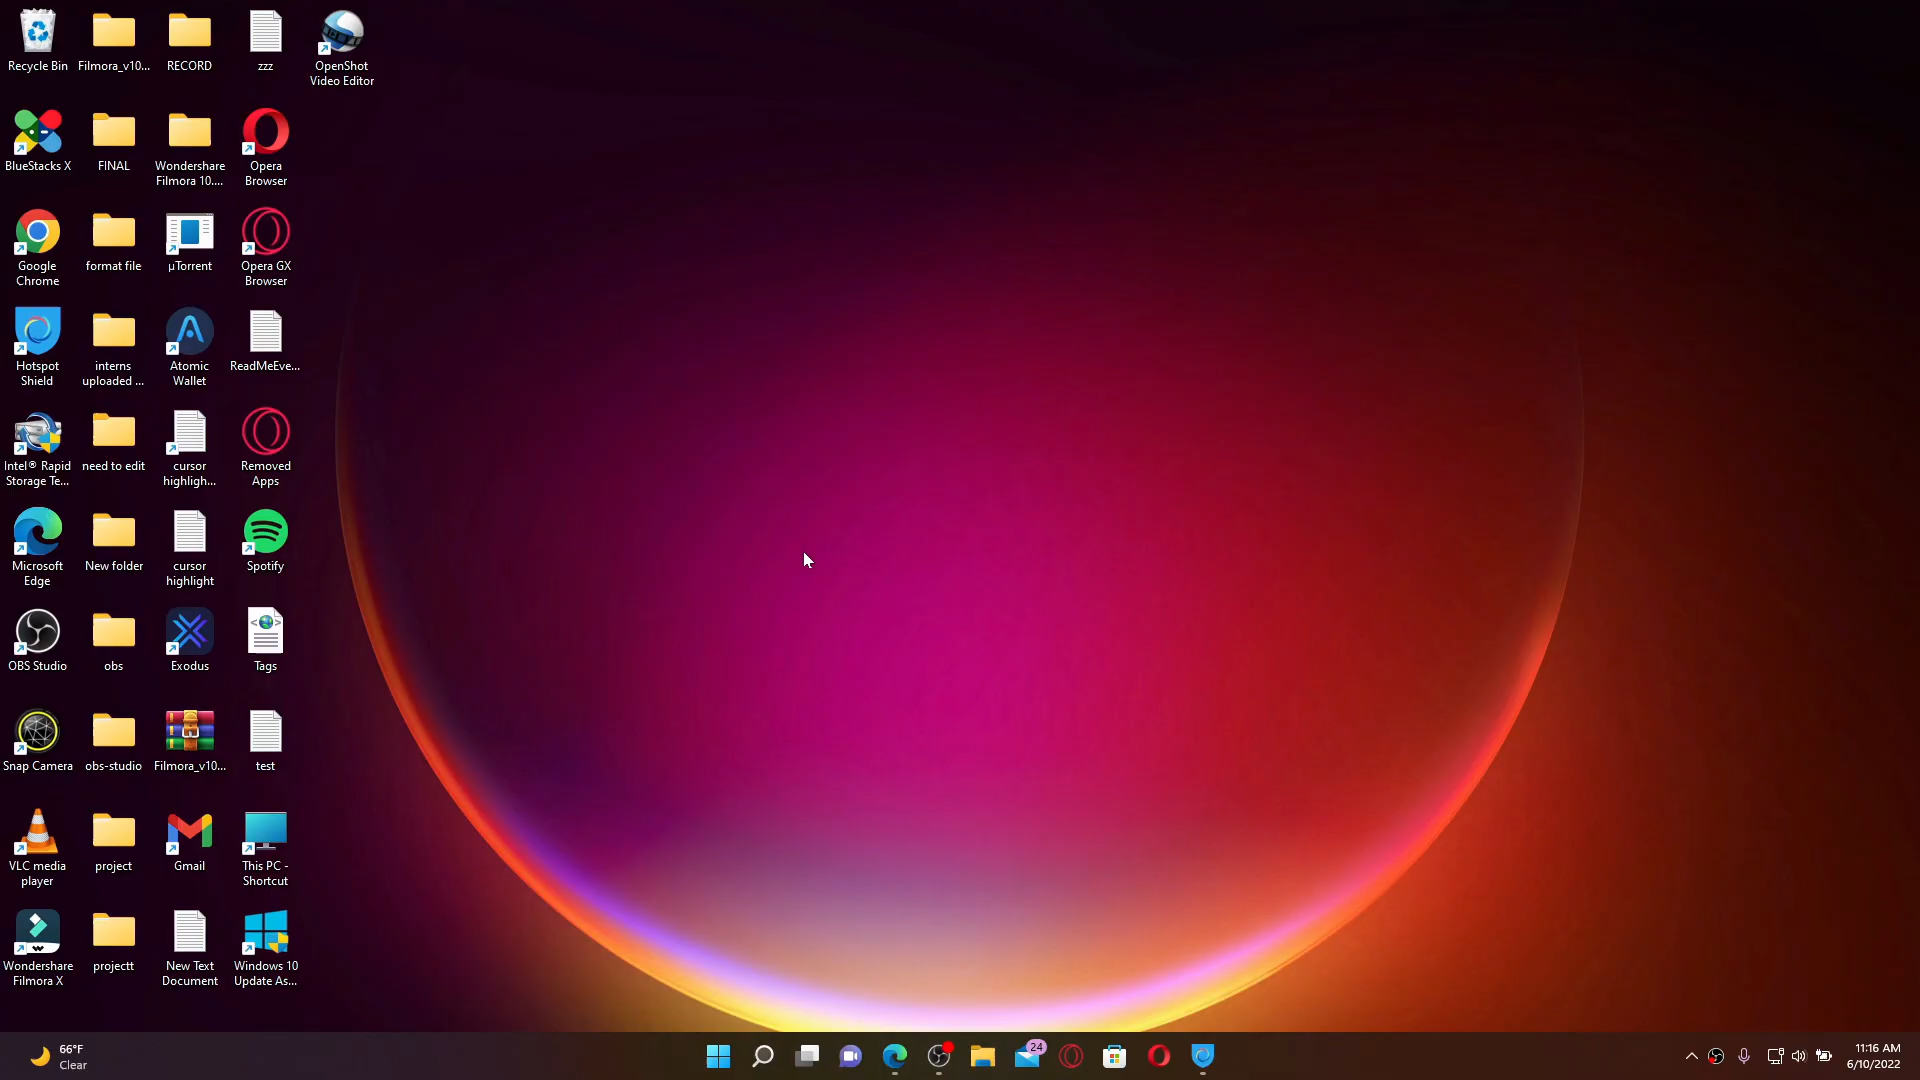 Recycle Bin
Filmora_v10...
RECORD
zzz
OpenShot
Video Editor
BlueStacks X
FINAL
Wondershare
Filmora 10....
Opera
Browser
Google
Chrome
format file
µTorrent
Opera GX
Browser
Hotspot
Shield
interns
uploaded ...
Atomic
Wallet
ReadMeEve...
Intel® Rapid
Storage Te...
need to edit
cursor
highligh...
Removed
Apps
Microsoft
Edge
New folder
cursor
highlight
Spotify
OBS Studio
obs
Exodus
Tags
Snap Camera
obs-studio
Filmora_v10...
test
VLC media
player
project
Gmail
This PC -
Shortcut
Wondershare
Filmora X
projectt
New Text
Document
Windows 10
Update As...
66°F
Clear
24
11:16 AM
6/10/2022